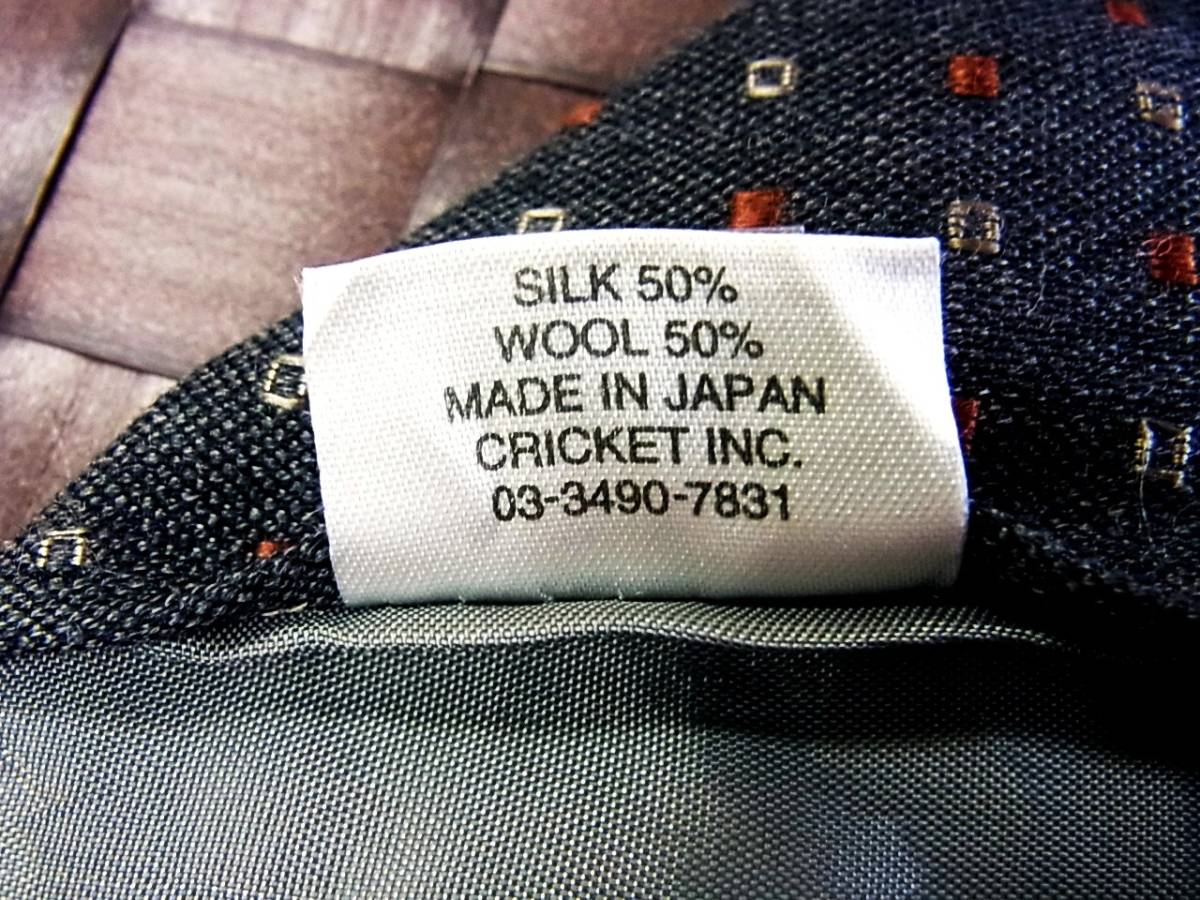 SILK 50%
WOOL 50%
MADE IN JAPAN
CRICKET INC.
03-3490-7831